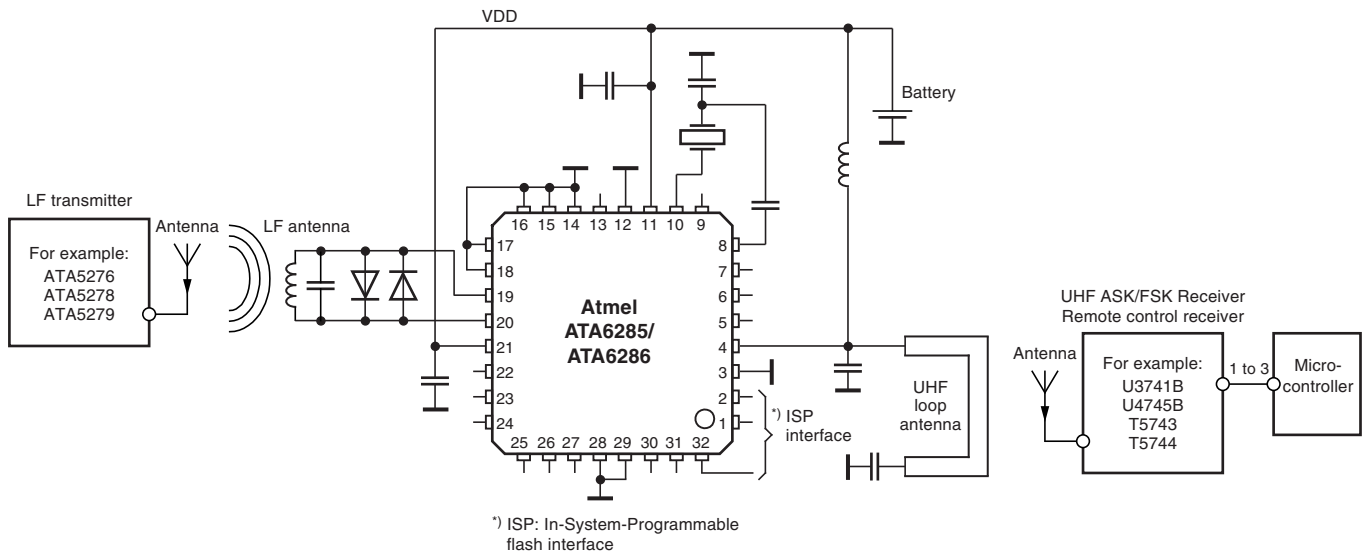 VDD
Battery
LF transmitter
Antenna
LF antenna
For example:
ATA5276
ATA5278
ATA5279
16 15 14 13 12 11 10 9
17
18
19
20
21
22
23
24
8
7
6
5
4
3
2
1
25 26 27 28 29 30 31 32
Atmel
ATA6285/
ATA6286
*) ISP
interface
UHF
loop
antenna
UHF ASK/FSK Receiver
Remote control receiver
Antenna
For example:
U3741B
U4745B
T5743
T5744
1 to 3
Micro-
controller
*) ISP: In-System-Programmable
flash interface